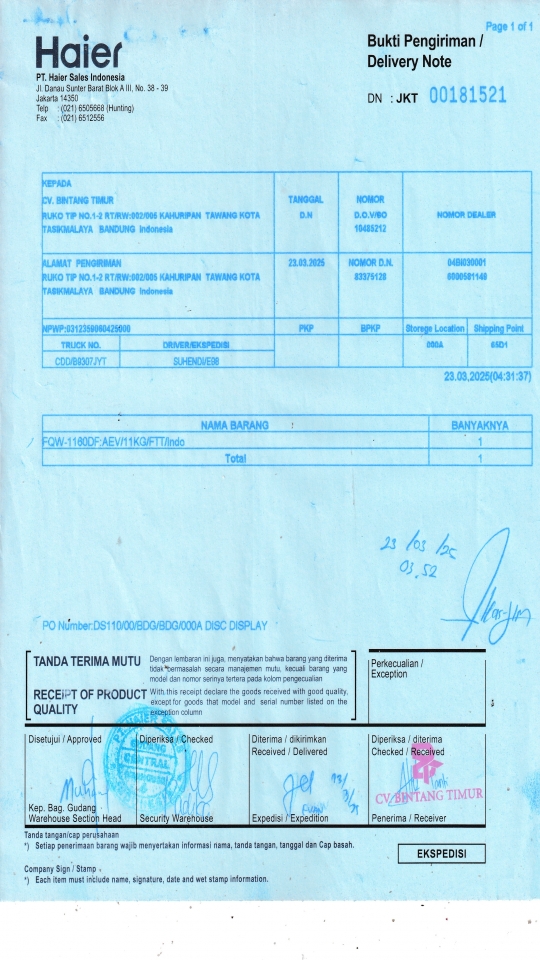 Page 1 of 1
Haier
Bukti Pengiriman /
Delivery Note
PT. Haier Sales Indonesia
Jl. Danau Sunter Barat Blok A III, No. 38 - 39
Jakarta 14350
Telp : (021) 6505668 (Hunting)
Fax : (021) 6512556
DN : JKT 00181521
KEPADA
CV. BINTANG TIMUR
RUKO TIP NO.1-2 RT/RW:002/005 KAHURIPAN TAWANG KOTA
TASIKMALAYA BANDUNG Indonesia
TANGGAL
D.N
NOMOR
D.O.V/SO
10485212
NOMOR DEALER
ALAMAT PENGIRIMAN
RUKO TIP NO.1-2 RT/RW:002/005 KAHURIPAN TAWANG KOTA
TASIKMALAYA BANDUNG Indonesia
23.03.2025
NOMOR D.N.
83375128
04BI030001
6000581149
NPWP:0312359060425000
PKP
BPKP
Storege Location
Shipping Point
TRUCK NO.
DRIVER/EKSPEDISI
000A
65D1
CDD/B9307JYT
SUHENDI/E98
23.03.2025(04:31:37)
NAMA BARANG
BANYAKNYA
FQW-1160DF:AEV/11KG/FTT/Indo
1
Total
1
23/03/25
03.52
PO Number:DS110/00/BDG/BDG/000A DISC DISPLAY
TANDA TERIMA MUTU
Dengan lembaran ini juga, menyatakan bahwa barang yang diterima
tidak bermasalah secara manajemen mutu, kecuali barang yang
model dan nomor serinya tertera pada kolom pengecualian
RECEIPT OF PRODUCT
QUALITY
With this receipt declare the goods received with good quality,
except for goods that model and serial number listed on the
exception column
Perkecualian /
Exception
Disetujui / Approved
Diperiksa / Checked
Diterima / dikirimkan
Received / Delivered
Diperiksa / diterima
Checked / Received
CENTRAL
WAREHOUSE
CV. BINTANG TIMUR
Kep. Bag. Gudang
Warehouse Section Head
Security Warehouse
Expedisi / Expedition
Penerima / Receiver
Tanda tangan/cap perusahaan
*) Setiap penerimaan barang wajib menyertakan informasi nama, tanda tangan, tanggal dan Cap basah.
EKSPEDISI
Company Sign / Stamp
*) Each item must include name, signature, date and wet stamp information.